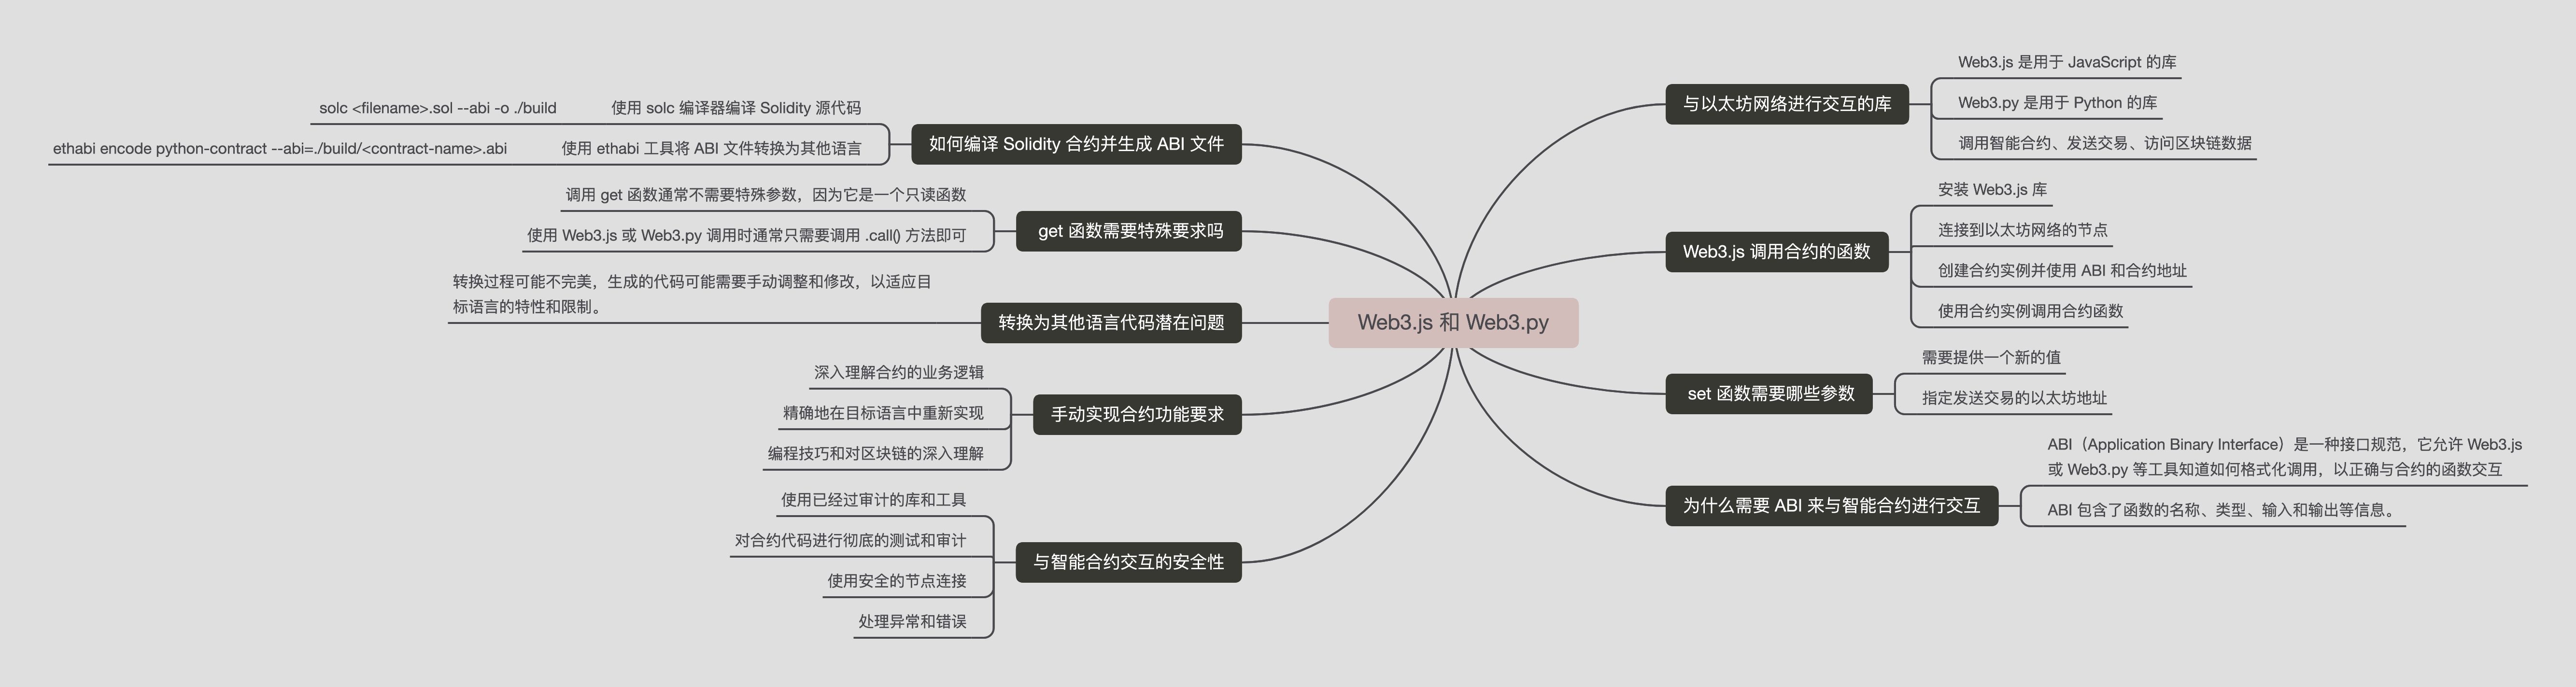 Web3.js 和 Web3.py
与以太坊网络进行交互的库
Web3.js 是用于 JavaScript 的库
Web3.py 是用于 Python 的库
调用智能合约、发送交易、访问区块链数据
Web3.js 调用合约的函数
安装 Web3.js 库
连接到以太坊网络的节点
创建合约实例并使用 ABI 和合约地址
使用合约实例调用合约函数
set 函数需要哪些参数
需要提供一个新的值
指定发送交易的以太坊地址
为什么需要 ABI 来与智能合约进行交互
ABI（Application Binary Interface）是一种接口规范，它允许 Web3.js
或 Web3.py 等工具知道如何格式化调用，以正确与合约的函数交互
ABI 包含了函数的名称、类型、输入和输出等信息。
如何编译 Solidity 合约并生成 ABI 文件
使用 solc 编译器编译 Solidity 源代码
solc <filename>.sol --abi -o ./build
使用 ethabi 工具将 ABI 文件转换为其他语言
ethabi encode python-contract --abi=./build/<contract-name>.abi
get 函数需要特殊要求吗
调用 get 函数通常不需要特殊参数，因为它是一个只读函数
使用 Web3.js 或 Web3.py 调用时通常只需要调用 .call() 方法即可
转换为其他语言代码潜在问题
转换过程可能不完美，生成的代码可能需要手动调整和修改，以适应目
标语言的特性和限制。
手动实现合约功能要求
深入理解合约的业务逻辑
精确地在目标语言中重新实现
编程技巧和对区块链的深入理解
与智能合约交互的安全性
使用已经过审计的库和工具
对合约代码进行彻底的测试和审计
使用安全的节点连接
处理异常和错误